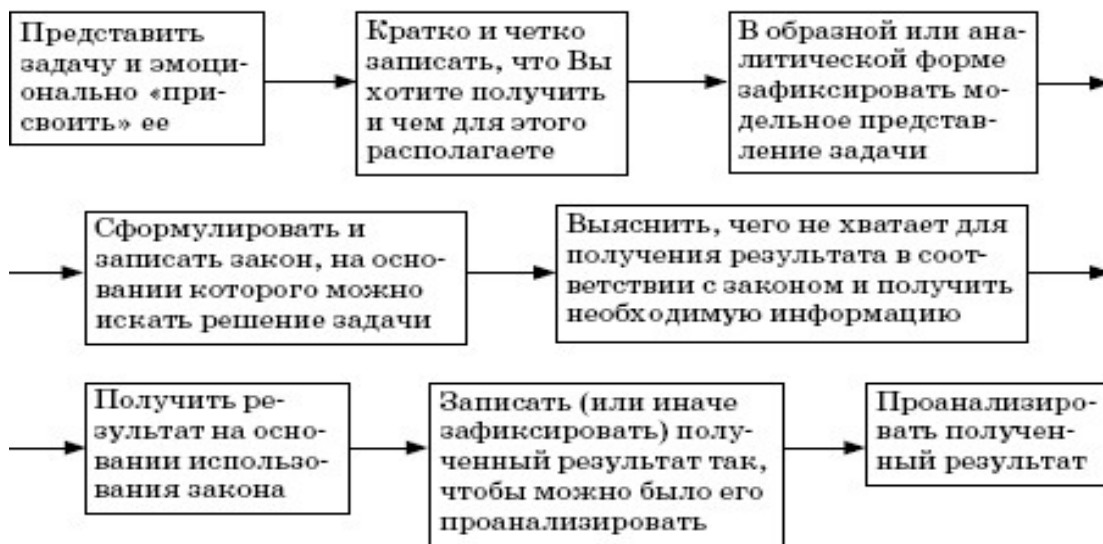 Представить
задачу и эмоци-
онально «при-
своить» ее
Кратко и четко
записать, что Вы
хотите получить
и чем для этого
располагаете
В образной или ана-
литической форме
зафиксировать мо-
дельное представ-
ление задачи
Сформулировать и
записать закон, на осно-
вании которого можно
искать решение задачи
Выяснить, чего не хватает для
получения результата в соот-
ветствии с законом и получить
необходимую информацию
Получить ре-
зультат на осно-
вании использо-
вания закона
Записать (или иначе
зафиксировать) полу-
ченный результат так,
чтобы можно было его
проанализировать
Проанализиро-
вать получен-
ный результат